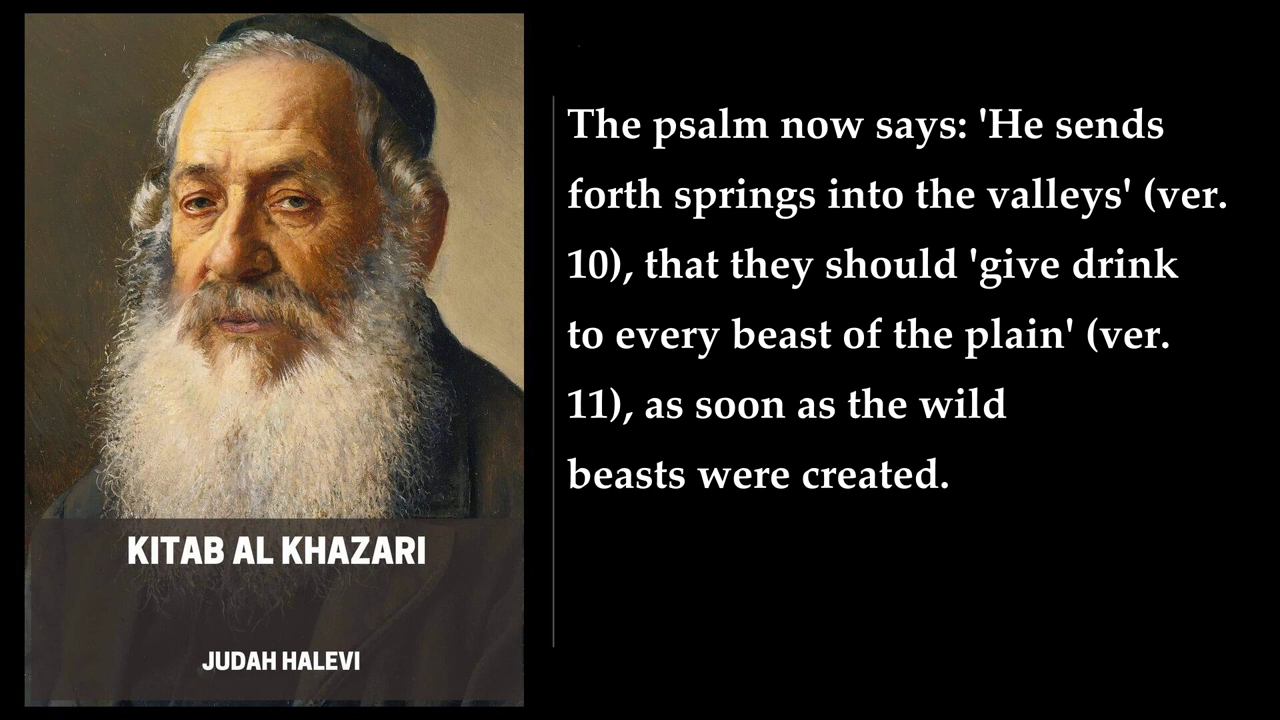 KITAB AL KHAZARI
JUDAH HALEVI
The psalm now says: 'He sends
forth springs into the valleys' (ver.
10), that they should 'give drink
to every beast of the plain' (ver.
11), as soon as the wild
beasts were created.